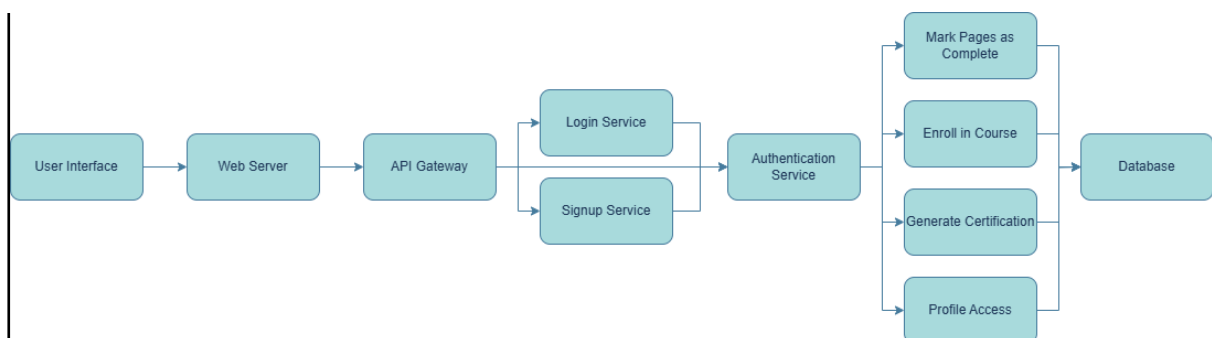 User Interface
Web Server
API Gateway
Login Service
Signup Service
Authentication
Service
Mark Pages as
Complete
Enroll in Course
Generate Certification
Profile Access
Database